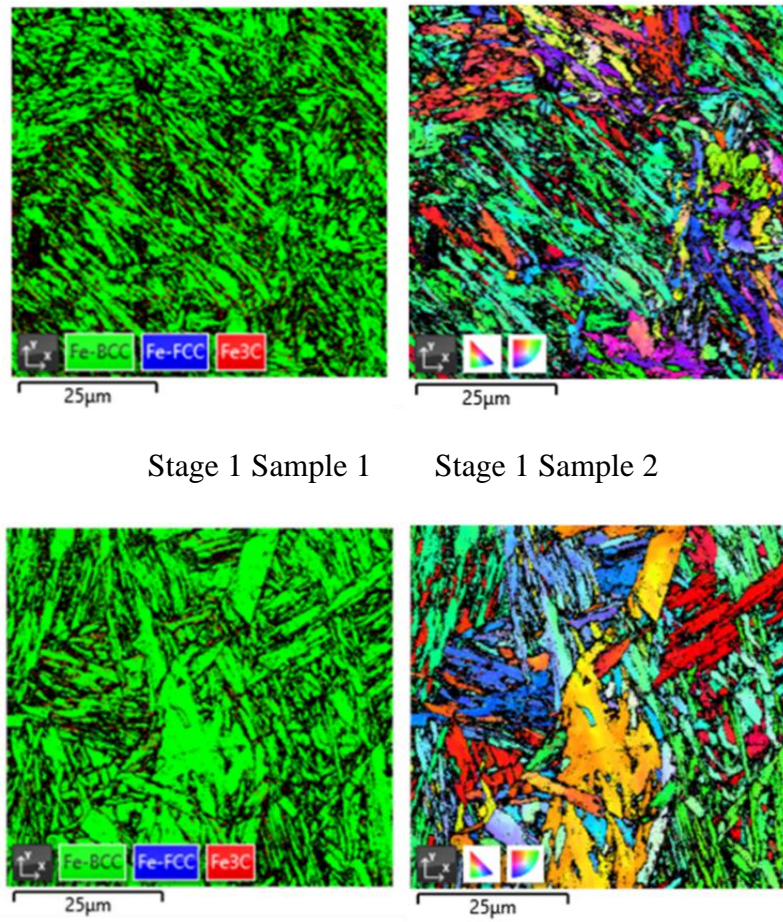 Y X Fe-BCC Fe-FCC Fe3C
Y X
25μm 25μm
Stage 1 Sample 1 Stage 1 Sample 2
Y X Fe-BCC Fe-FCC Fe3C
Y X
25μm 25μm